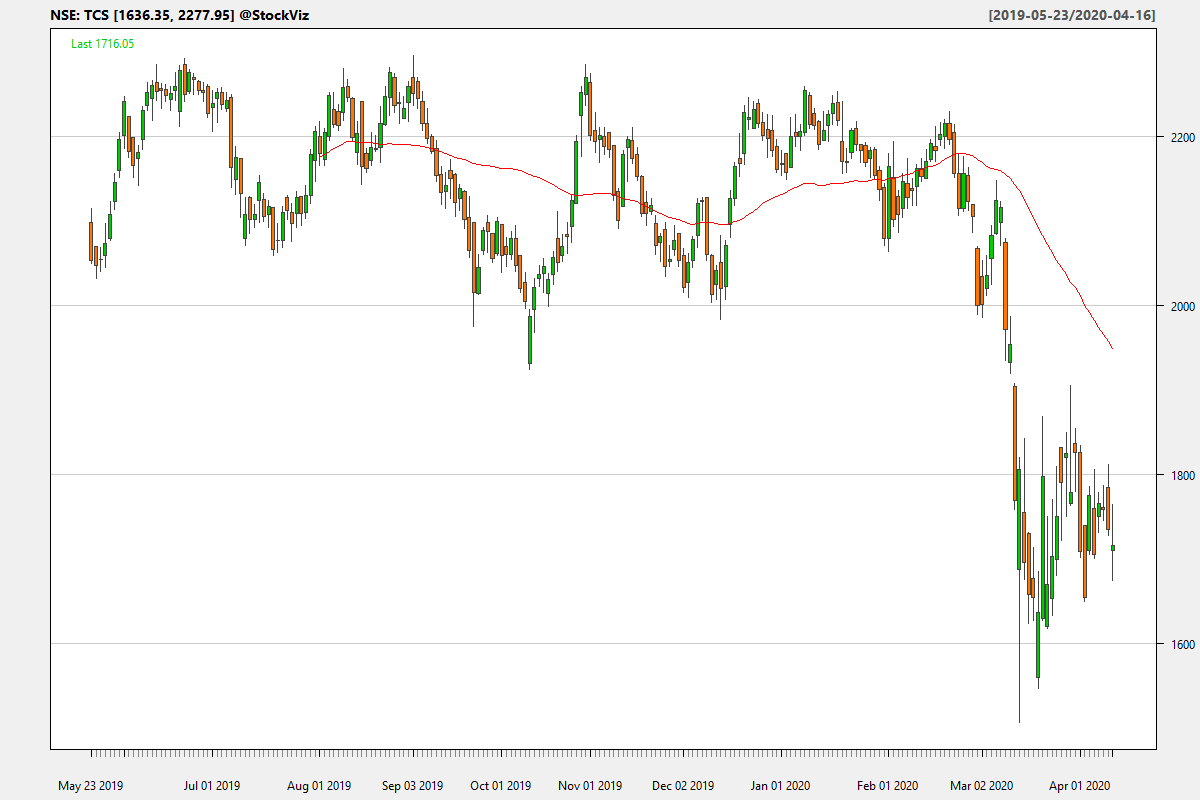 NSE: TCS [1636.35, 2277.95] @StockViz
[2019-05-23/2020-04-16]
Last 1716.05
2200
2000
1800
1600
May 23 2019 Jul 01 2019 Aug 01 2019 Sep 03 2019 Oct 01 2019 Nov 01 2019 Dec 02 2019 Jan 01 2020 Feb 01 2020 Mar 02 2020 Apr 01 2020